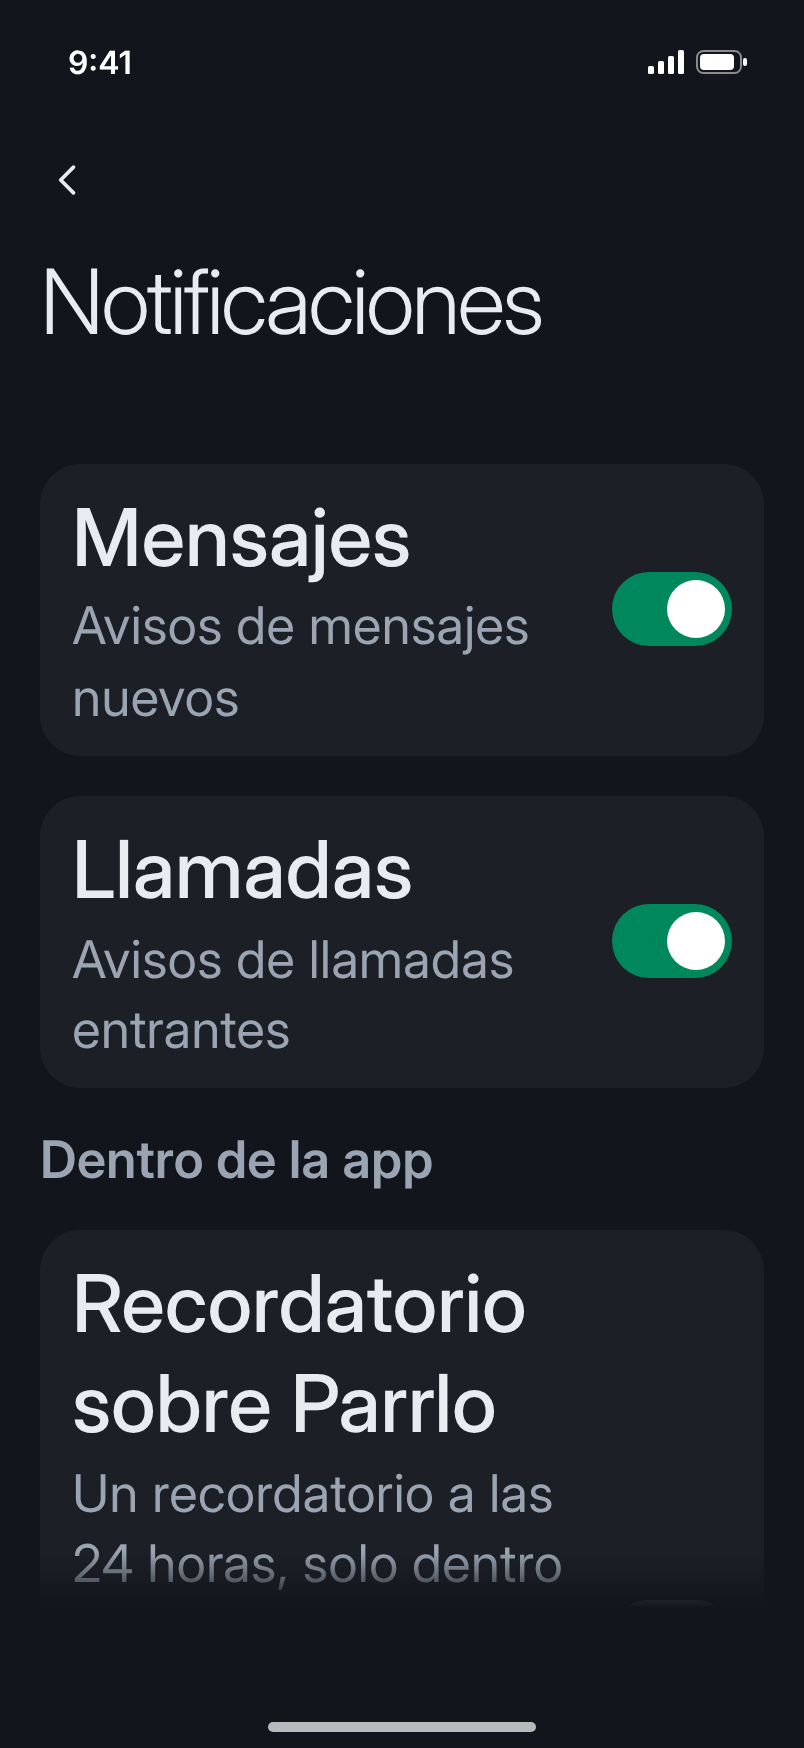 9:41
Notificaciones
Mensajes
Avisos de mensajes
nuevos
Llamadas
Avisos de llamadas
entrantes
Dentro de la app
Recordatorio
sobre Parrlo
Un recordatorio a las
24 horas, solo dentro